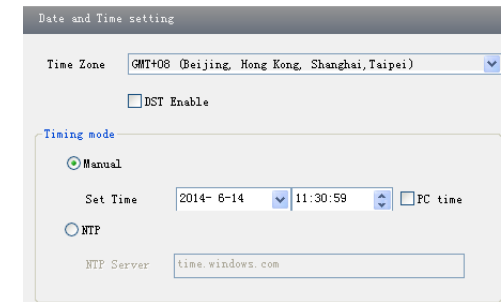 Date and Time setting
Time Zone GMT+08 (Beijing, Hong Kong, Shanghai,Taipei)
DST Enable
Timing mode
Manual
Set Time 2014- 6-14 11:30:59 PC time
NTP
NTP Server time.windows.com